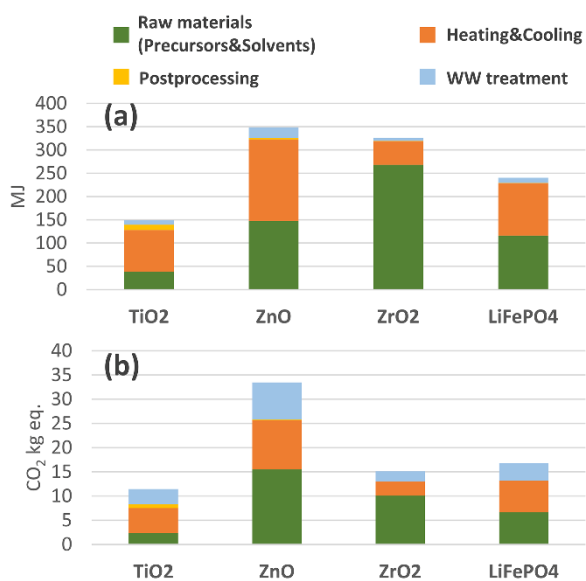 Raw materials
(Precursors&Solvents)
Heating&Cooling
Postprocessing
WW treatment
(a)
MJ
400
350
300
250
200
150
100
50
0
TiO2 ZnO ZrO2 LiFePO4
(b)
CO₂ kg eq.
40
35
30
25
20
15
10
5
0
TiO2 ZnO ZrO2 LiFePO4